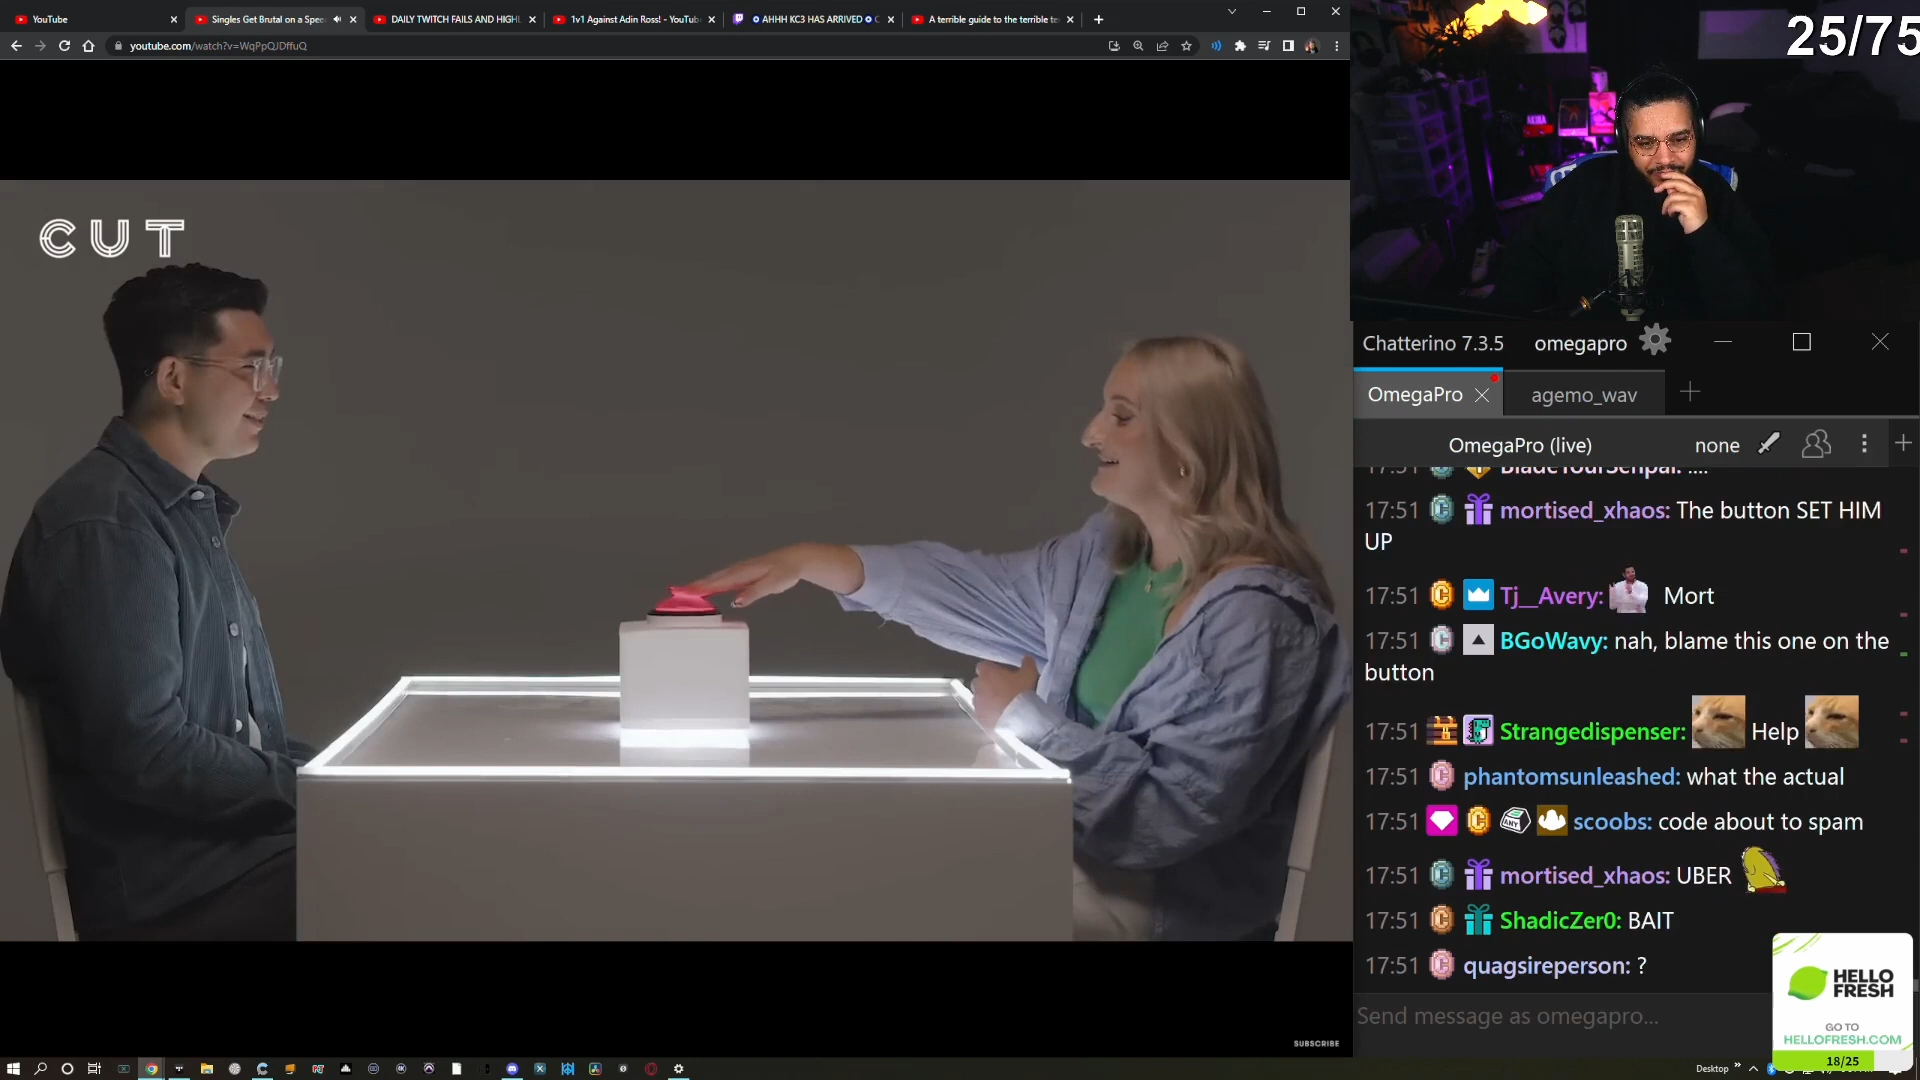 YouTube
Singles Get Brutal on a Spee
DAILY TWITCH FAILS AND HIGHL
1v1 Against Adin Ross! - YouTub
AHHH KC3 HAS ARRIVED
A terrible guide to the terrible te
youtube.com/watch?v=WqPpQJDffuQ
25/75
CUT
SUBSCRIBE
Chatterino 7.3.5
omegapro
OmegaPro
agemo_wav
OmegaPro (live)
none
17:51 BladeYourSenpai: ....
17:51 mortised_xhaos: The button SET HIM
UP
17:51 Tj__Avery: Mort
17:51 BGoWavy: nah, blame this one on the
button
17:51 Strangedispenser: Help
17:51 phantomsunleashed: what the actual
17:51 scoobs: code about to spam
17:51 mortised_xhaos: UBER
17:51 ShadicZer0: BAIT
17:51 quagsireperson: ?
Send message as omegapro...
HELLO
FRESH
GO TO
HELLOFRESH.COM
18/25
Desktop